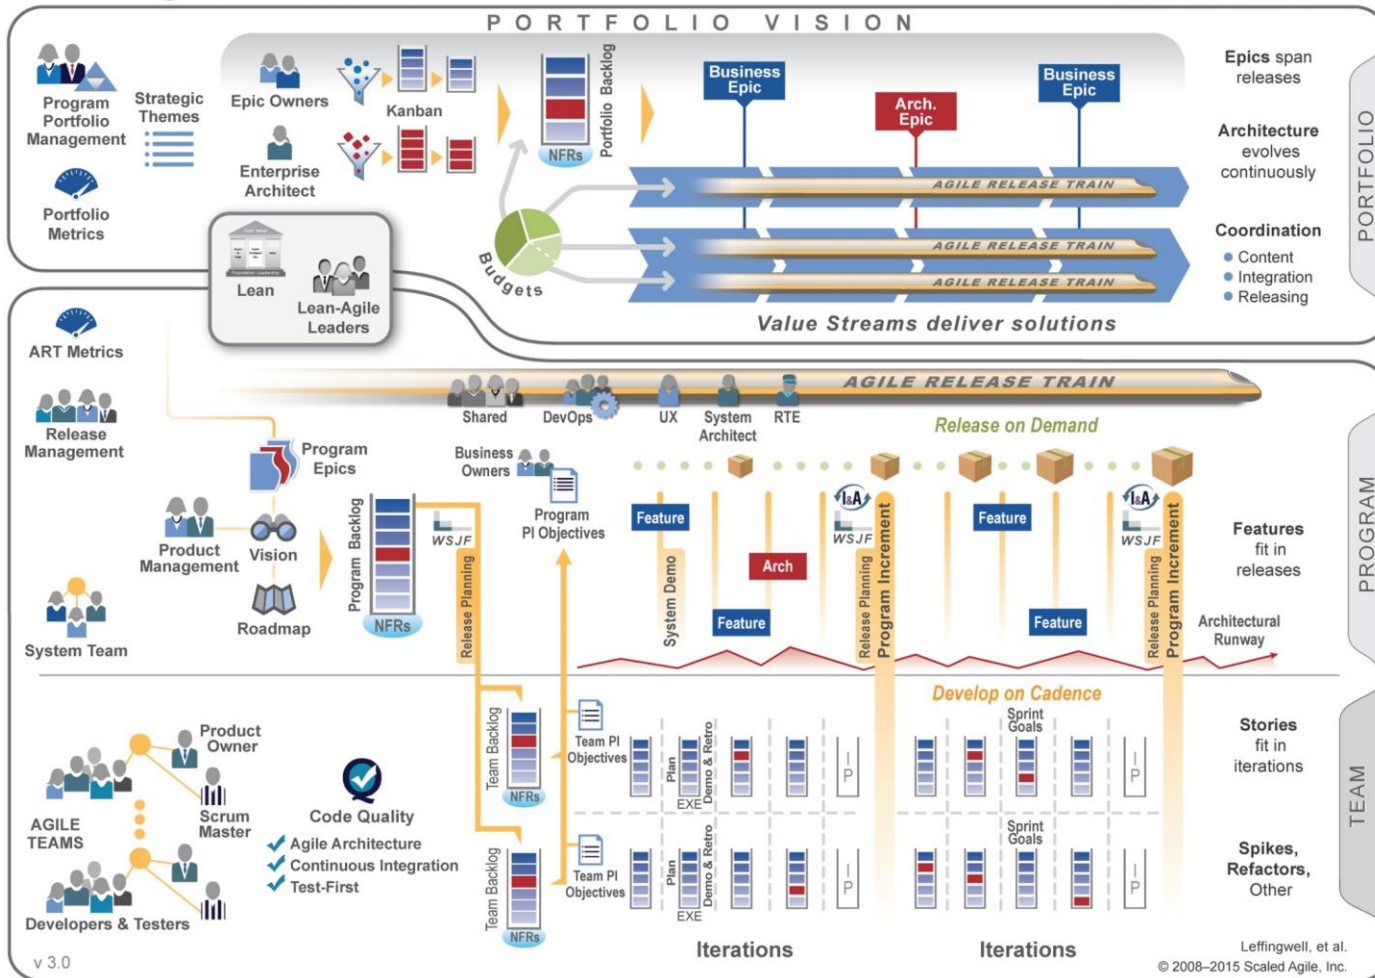 PORTFOLIO VISION
Program
Portfolio
Management
Strategic
Themes
Portfolio
Metrics
Epic Owners
Kanban
Enterprise
Architect
Portfolio Backlog
NFRs
Budgets
Business
Epic
Arch.
Epic
Business
Epic
AGILE RELEASE TRAIN
AGILE RELEASE TRAIN
AGILE RELEASE TRAIN
Value Streams deliver solutions
Epics span
releases
Architecture
evolves
continuously
Coordination
Content
Integration
Releasing
PORTFOLIO
Lean
Lean-Agile
Leaders
ART Metrics
Release
Management
Program
Epics
Product
Management
Vision
Roadmap
System Team
Program Backlog
NFRs
WSJF
Release Planning
AGILE RELEASE TRAIN
Shared
DevOps
UX
System
Architect
RTE
Business
Owners
Program
PI Objectives
Release on Demand
Feature
System Demo
Feature
Arch
I&A
WSJF
Release Planning
Program Increment
Feature
Feature
I&A
WSJF
Release Planning
Program Increment
Features
fit in
releases
Architectural
Runway
PROGRAM
Develop on Cadence
AGILE
TEAMS
Product
Owner
Scrum
Master
Developers & Testers
Code Quality
Agile Architecture
Continuous Integration
Test-First
Team Backlog
NFRs
Team PI
Objectives
Plan
EXE
Demo & Retro
I P
Sprint
Goals
I P
Stories
fit in
iterations
Team Backlog
NFRs
Team PI
Objectives
Plan
EXE
Demo & Retro
I P
Sprint
Goals
I P
Spikes,
Refactors,
Other
TEAM
Iterations
Iterations
v 3.0
Leffingwell, et al.
© 2008–2015 Scaled Agile, Inc.